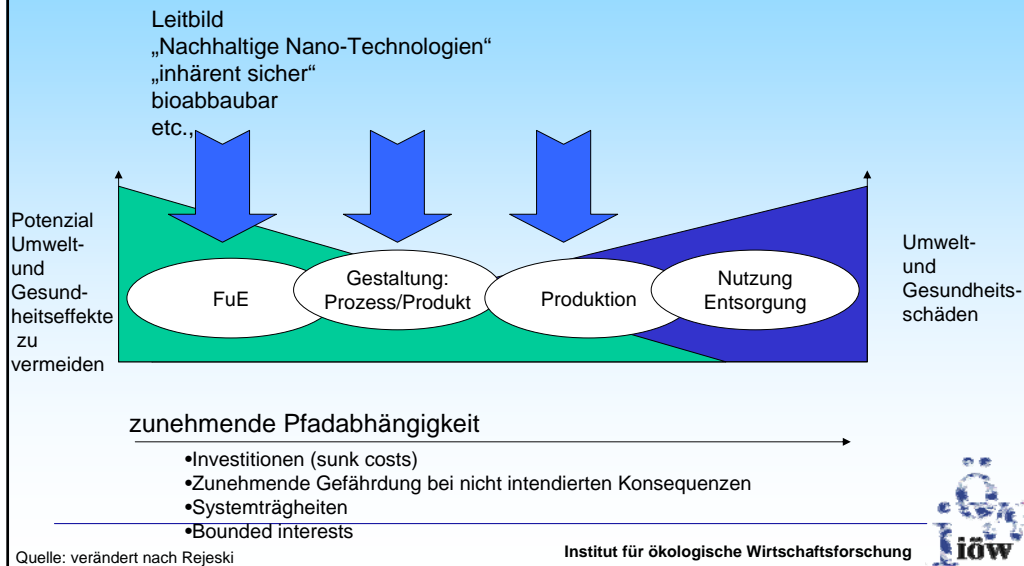 Leitbild
„Nachhaltige Nano-Technologien“
„inhärent sicher“
bioabbaubar
etc.,
Potenzial
Umwelt-
und
Gesund-
heitseffekte
zu
vermeiden
FuE
Gestaltung:
Prozess/Produkt
Produktion
Nutzung
Entsorgung
Umwelt-
und
Gesundheits-
schäden
zunehmende Pfadabhängigkeit
•Investitionen (sunk costs)
•Zunehmende Gefährdung bei nicht intendierten Konsequenzen
•Systemträgheiten
•Bounded interests
Quelle: verändert nach Rejeski
Institut für ökologische Wirtschaftsforschung
iöw